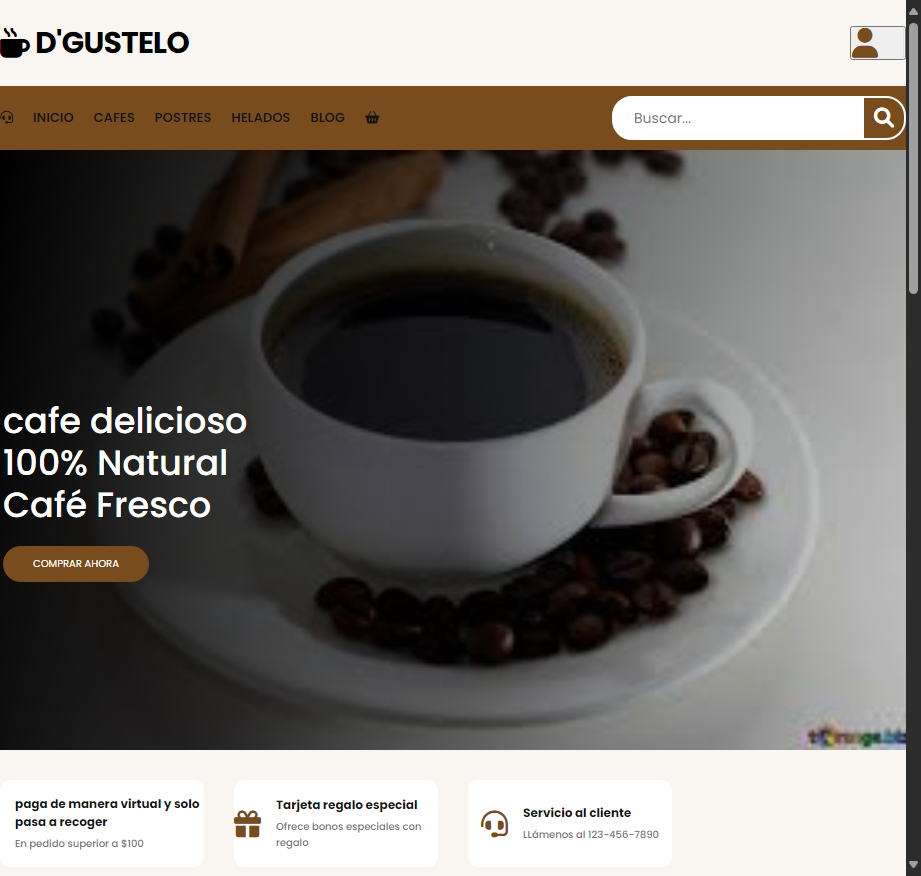 D'GUSTELO
INICIO CAFES POSTRES HELADOS BLOG
Buscar...
cafe delicioso
100% Natural
Café Fresco
COMPRAR AHORA
paga de manera virtual y solo
pasa a recoger
En pedido superior a $100
Tarjeta regalo especial
Ofrece bonos especiales con
regalo
Servicio al cliente
LLámenos al 123-456-7890